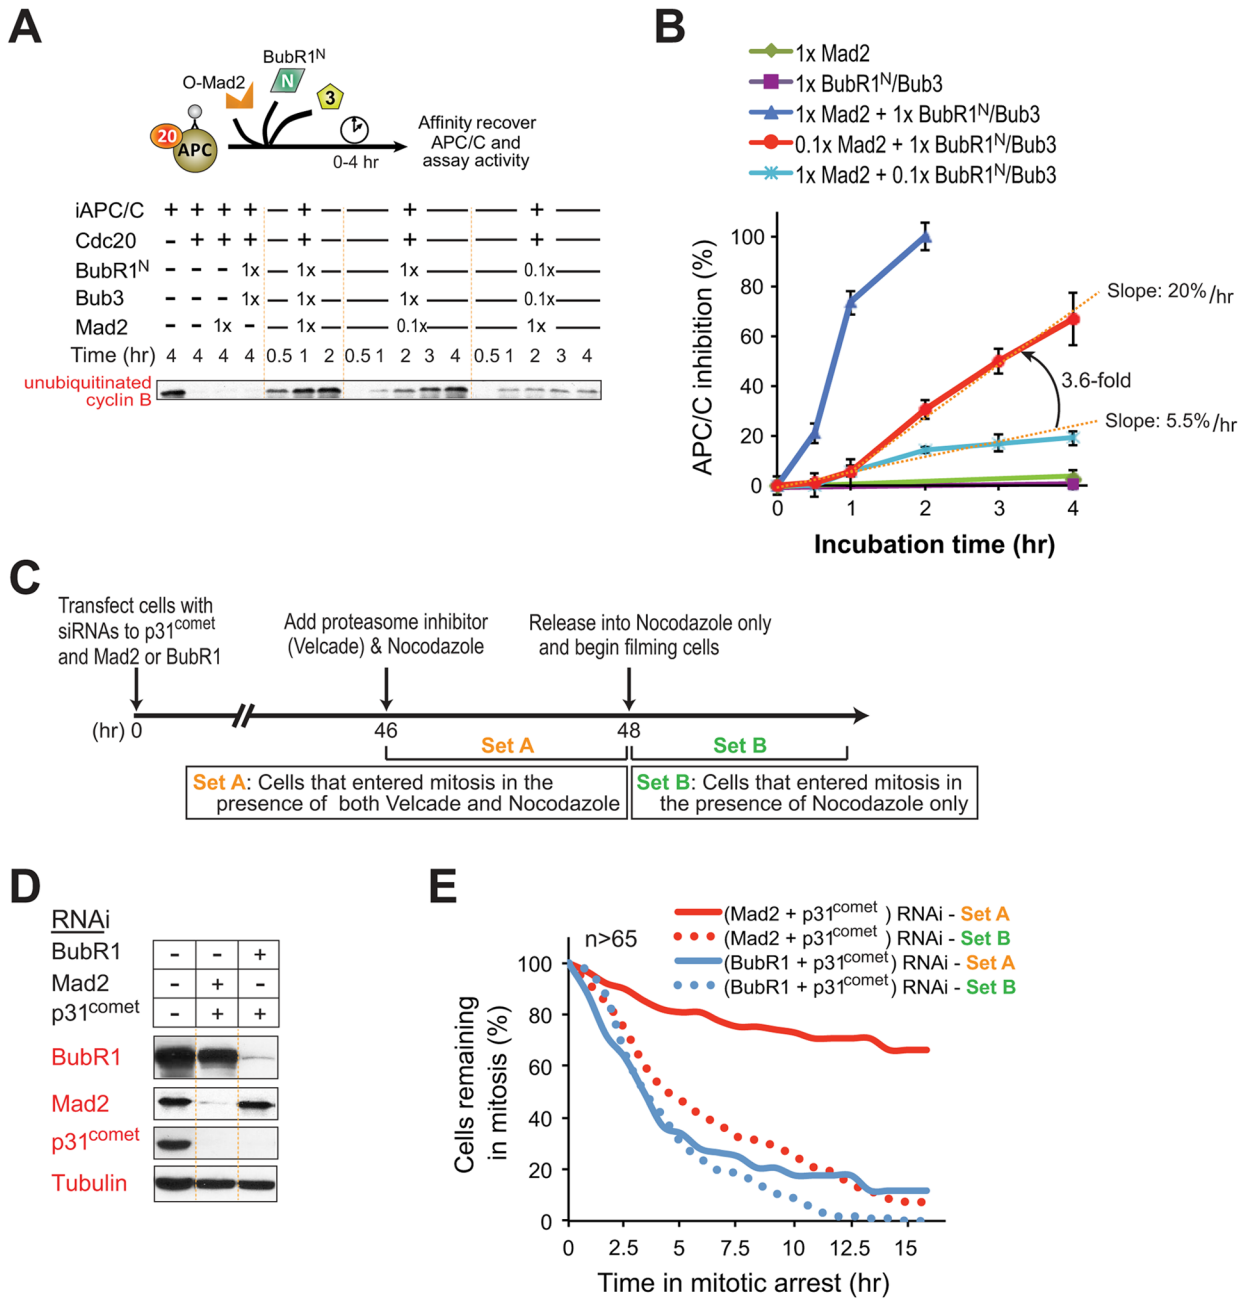 A
BubR1N
O-Mad2
N
3
20
APC
0-4 hr
Affinity recover
APC/C and
assay activity
iAPC/C + + + + + + +
Cdc20 - + + + + + +
BubR1N - - - 1x 1x 1x 0.1x
Bub3 - - - 1x 1x 1x 0.1x
Mad2 - - 1x - 1x 0.1x 1x
Time (hr) 4 4 4 4 0.5 1 2 0.5 1 2 3 4 0.5 1 2 3 4
unubiquitinated
cyclin B
B
1x Mad2
1x BubR1N/Bub3
1x Mad2 + 1x BubR1N/Bub3
0.1x Mad2 + 1x BubR1N/Bub3
1x Mad2 + 0.1x BubR1N/Bub3
APC/C inhibition (%)
100
80
60
40
20
0
Slope: 20%/hr
3.6-fold
Slope: 5.5%/hr
0 1 2 3 4
Incubation time (hr)
C
Transfect cells with
siRNAs to p31comet
and Mad2 or BubR1
Add proteasome inhibitor
(Velcade) & Nocodazole
Release into Nocodazole only
and begin filming cells
(hr) 0 46 48
Set A Set B
Set A: Cells that entered mitosis in the
presence of both Velcade and Nocodazole
Set B: Cells that entered mitosis in
the presence of Nocodazole only
D
RNAi
BubR1 - - +
Mad2 - + -
p31comet - + +
BubR1
Mad2
p31comet
Tubulin
E
(Mad2 + p31comet ) RNAi - Set A
(Mad2 + p31comet ) RNAi - Set B
(BubR1 + p31comet) RNAi - Set A
(BubR1 + p31comet) RNAi - Set B
n>65
Cells remaining
in mitosis (%)
100
80
60
40
20
0
0 2.5 5 7.5 10 12.5 15
Time in mitotic arrest (hr)